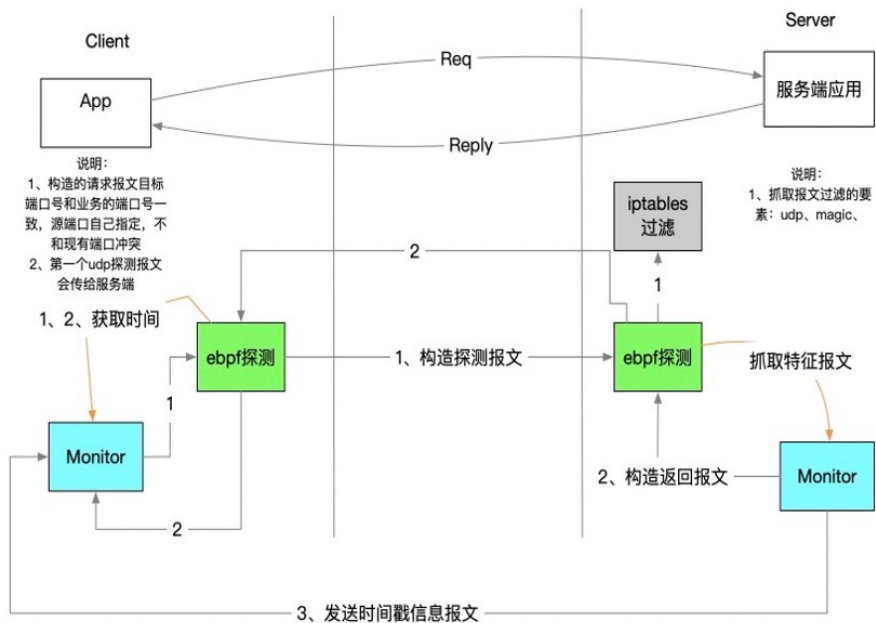 Client
Server
App
Req
服务端应用
Reply
说明：
1、构造的请求报文目标
端口号和业务的端口号一
致，源端口自己指定，不
和现有端口冲突
2、第一个udp探测报文
会传给服务端
说明：
1、抓取报文过滤的要
素：udp、magic、
iptables
过滤
2
1
1、2、获取时间
ebpf探测
1、构造探测报文
ebpf探测
抓取特征报文
1
Monitor
2、构造返回报文
Monitor
2
3、发送时间戳信息报文